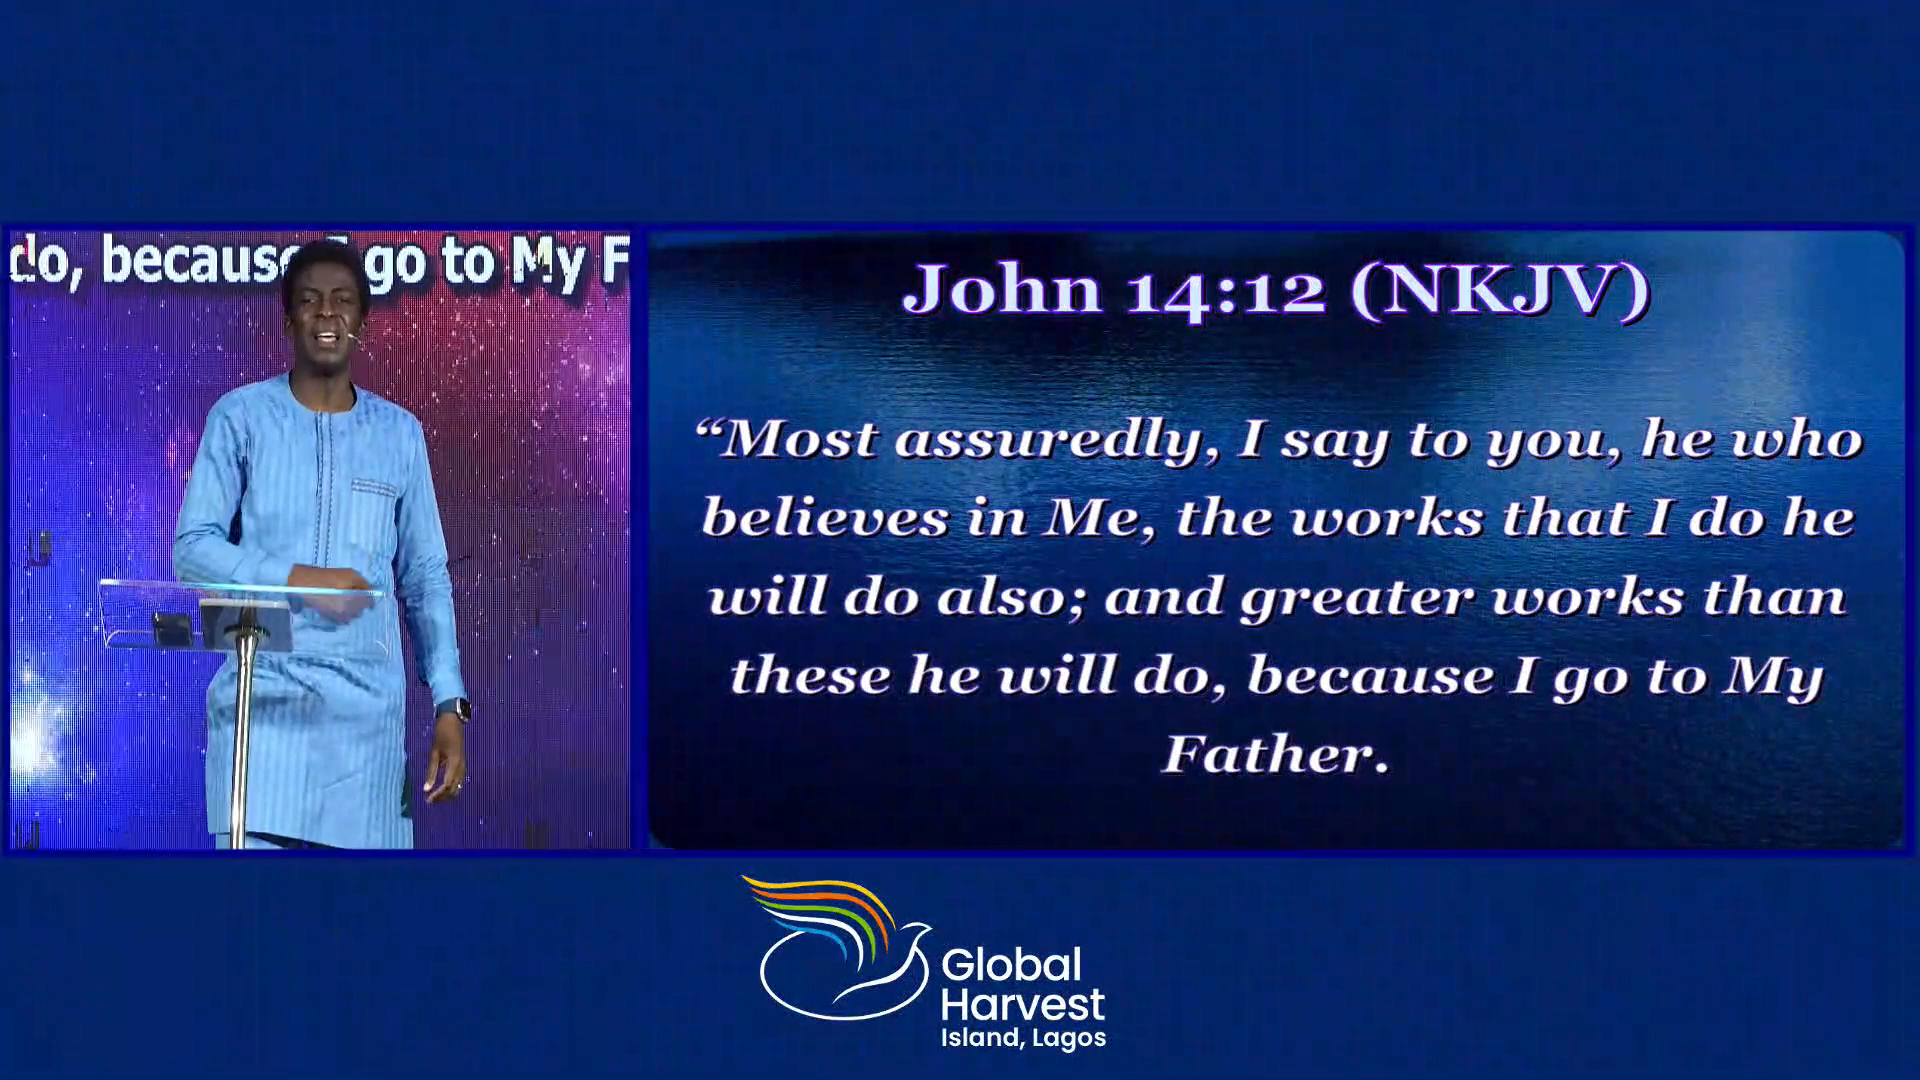 do, because I go to My F
John 14:12 (NKJV)
“Most assuredly, I say to you, he who
believes in Me, the works that I do he
will do also; and greater works than
these he will do, because I go to My
Father.
Global
Harvest
Island, Lagos